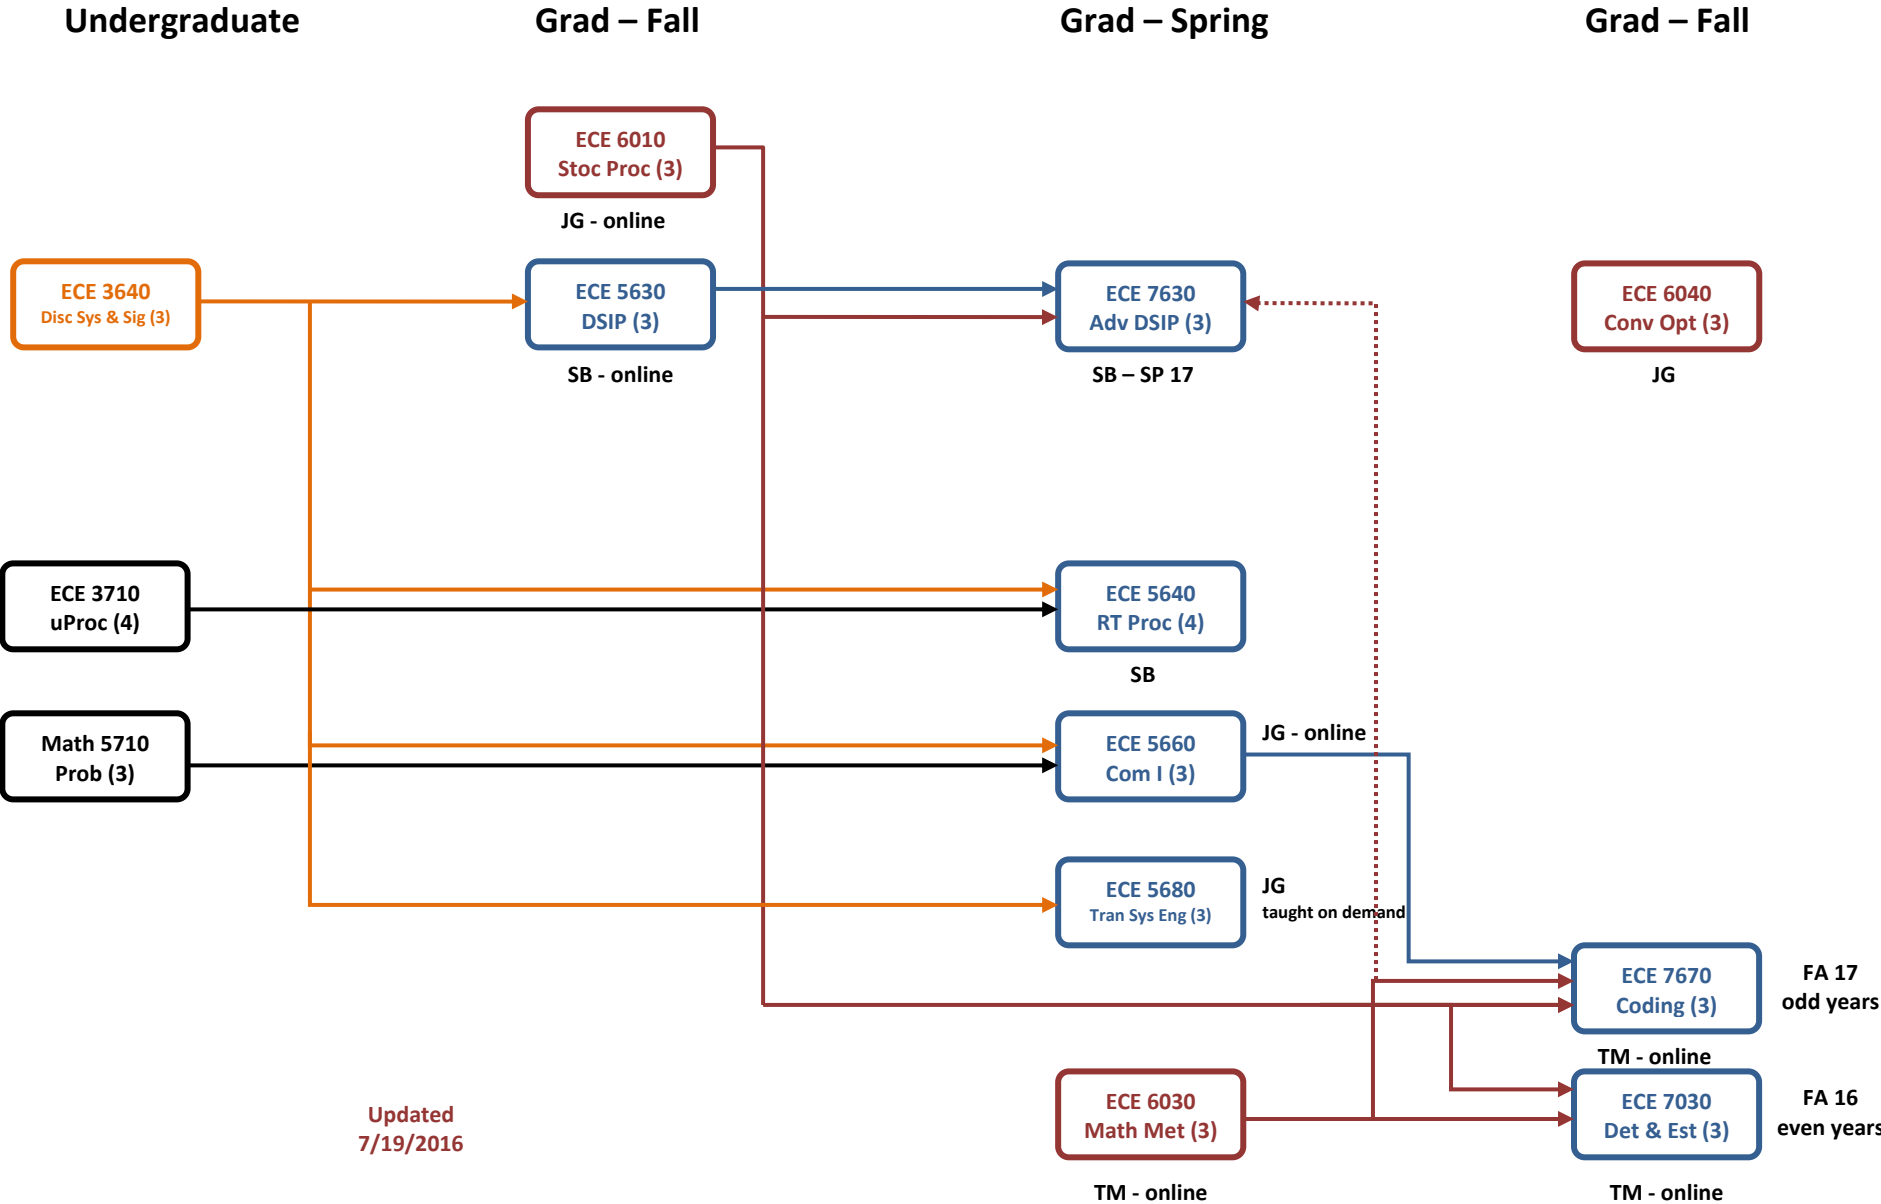 Undergraduate
Grad – Fall
Grad – Spring
Grad – Fall
ECE 6010
Stoc Proc (3)
JG - online
ECE 3640
Disc Sys & Sig (3)
ECE 5630
DSIP (3)
SB - online
ECE 7630
Adv DSIP (3)
SB – SP 17
ECE 6040
Conv Opt (3)
JG
ECE 3710
uProc (4)
ECE 5640
RT Proc (4)
SB
Math 5710
Prob (3)
ECE 5660
Com I (3)
JG - online
ECE 5680
Tran Sys Eng (3)
JG
taught on demand
ECE 7670
Coding (3)
FA 17
odd years
TM - online
ECE 6030
Math Met (3)
TM - online
ECE 7030
Det & Est (3)
FA 16
even years
TM - online
Updated
7/19/2016